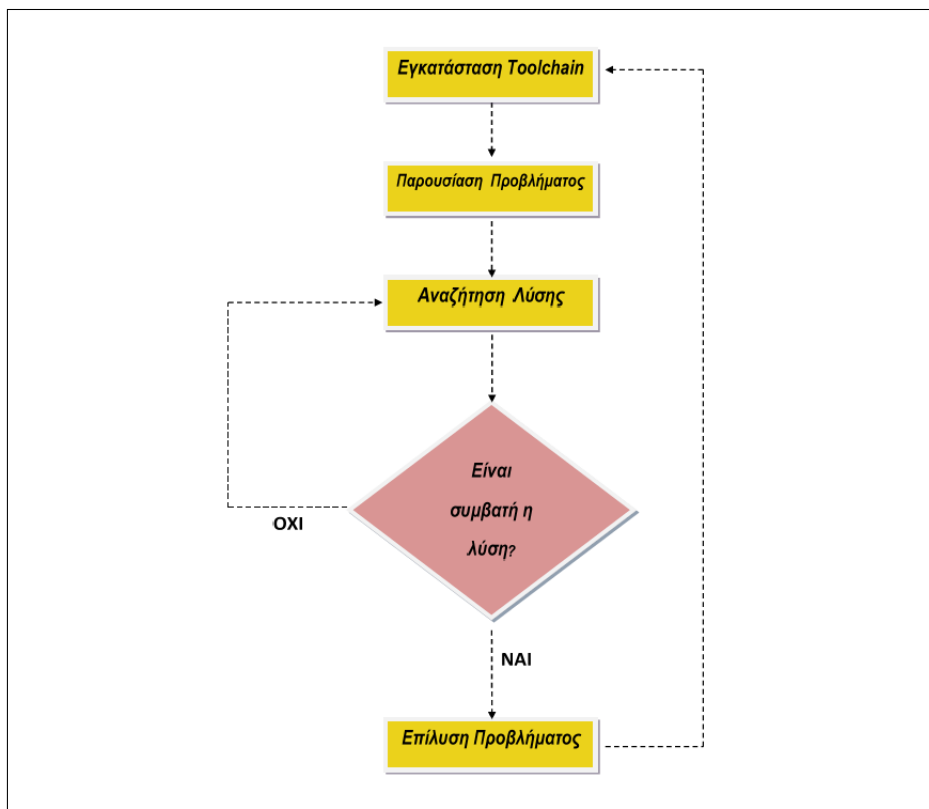 Εγκατάσταση Toolchain
Παρουσίαση Προβλήματος
Αναζήτηση Λύσης
Είναι
συμβατή η
λύση?
ΟΧΙ
ΝΑΙ
Επίλυση Προβλήματος